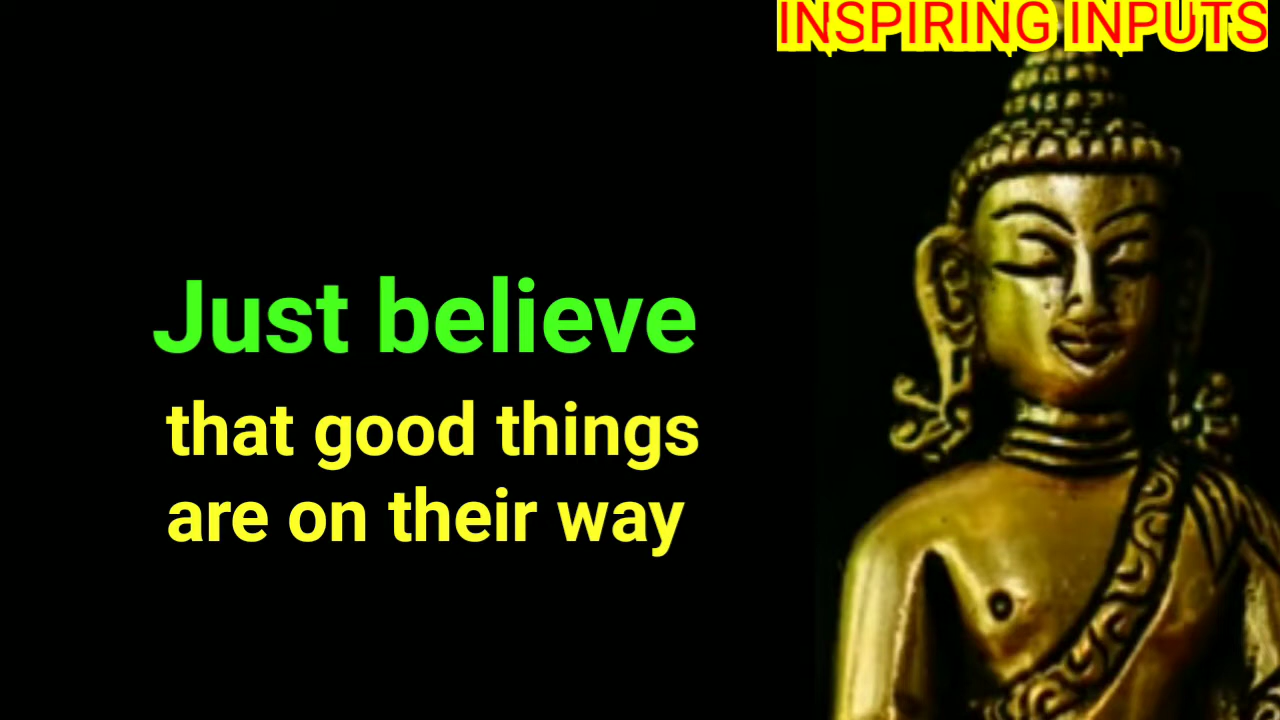 INSPIRING INPUTS
Just believe
that good things
are on their way